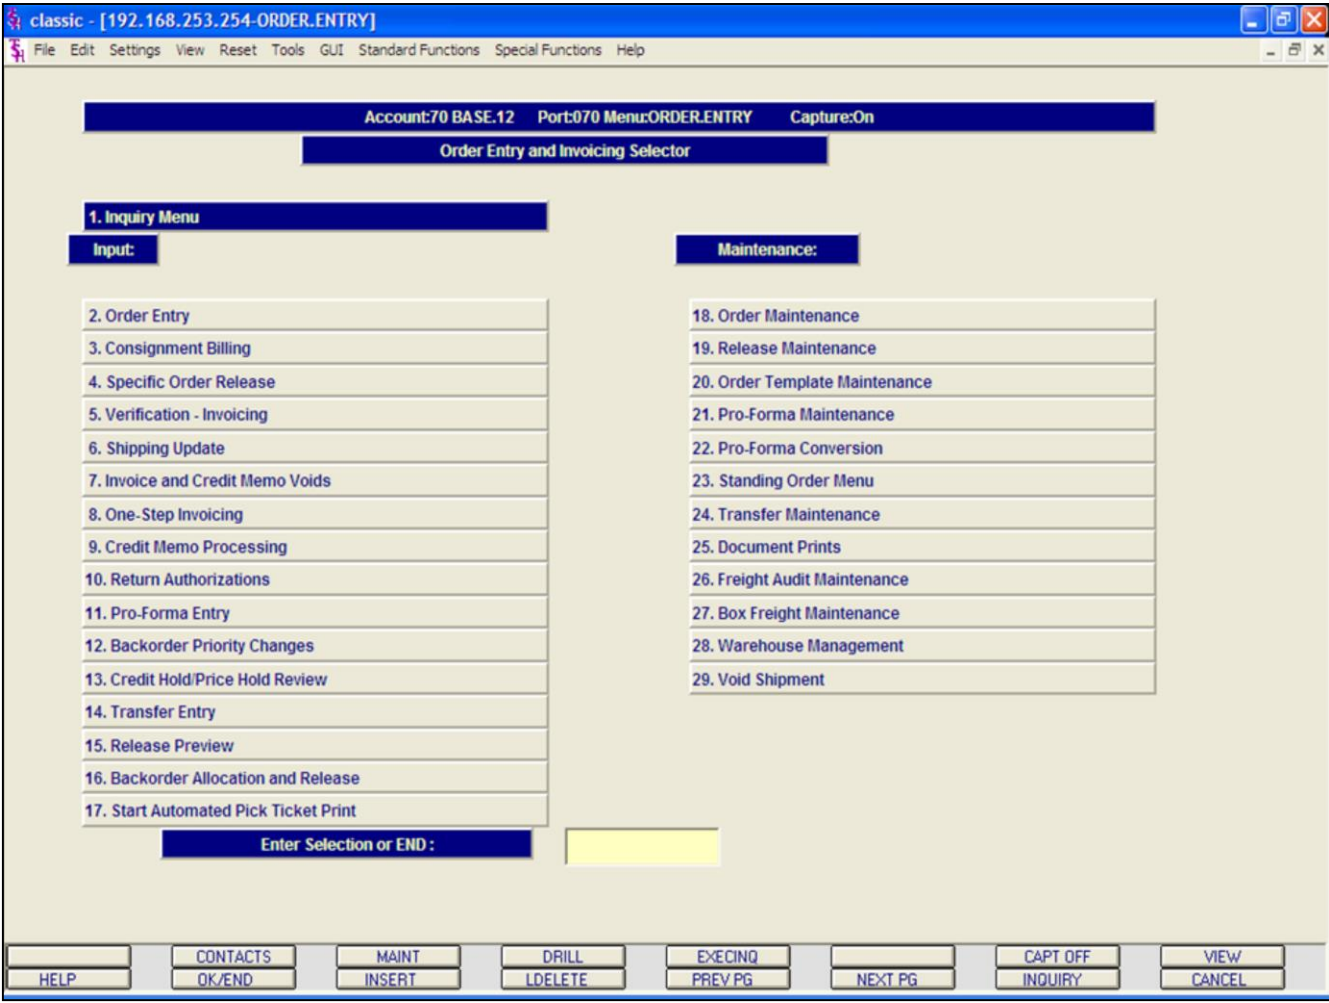 classic - [192.168.253.254-ORDER.ENTRY]
File Edit Settings View Reset Tools GUI Standard Functions Special Functions Help
Account:70 BASE.12 Port:070 Menu:ORDER.ENTRY Capture:On
Order Entry and Invoicing Selector
1. Inquiry Menu
Input:
2. Order Entry
3. Consignment Billing
4. Specific Order Release
5. Verification - Invoicing
6. Shipping Update
7. Invoice and Credit Memo Voids
8. One-Step Invoicing
9. Credit Memo Processing
10. Return Authorizations
11. Pro-Forma Entry
12. Backorder Priority Changes
13. Credit Hold/Price Hold Review
14. Transfer Entry
15. Release Preview
16. Backorder Allocation and Release
17. Start Automated Pick Ticket Print
Maintenance:
18. Order Maintenance
19. Release Maintenance
20. Order Template Maintenance
21. Pro-Forma Maintenance
22. Pro-Forma Conversion
23. Standing Order Menu
24. Transfer Maintenance
25. Document Prints
26. Freight Audit Maintenance
27. Box Freight Maintenance
28. Warehouse Management
29. Void Shipment
Enter Selection or END :
CONTACTS MAINT DRILL EXECINQ CAPT OFF VIEW
HELP OK/END INSERT LDELETE PREV PG NEXT PG INQUIRY CANCEL